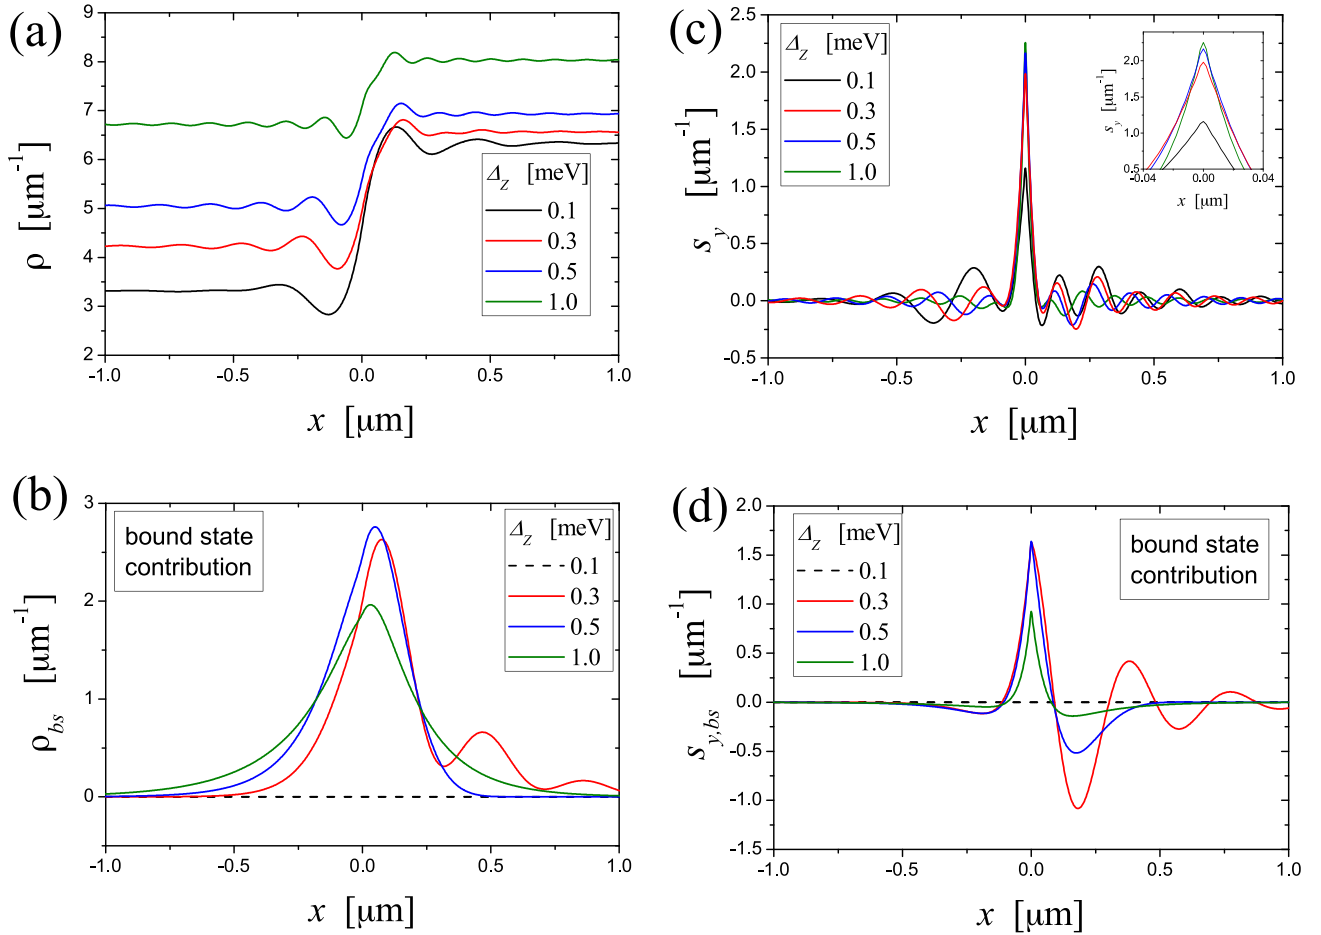 (a)
ρ [μm⁻¹]
9
8
7
6
5
4
3
2
Δ_Z [meV]
0.1
0.3
0.5
1.0
-1.0 -0.5 0.0 0.5 1.0
x [μm]
(c)
s_y [μm⁻¹]
2.5
2.0
1.5
1.0
0.5
0.0
-0.5
Δ_Z [meV]
0.1
0.3
0.5
1.0
s_y [μm⁻¹]
2.0
1.5
1.0
0.5
-0.04 0.00 0.04
x [μm]
-1.0 -0.5 0.0 0.5 1.0
x [μm]
(b)
ρ_bs [μm⁻¹]
3
2
1
0
bound state
contribution
Δ_Z [meV]
0.1
0.3
0.5
1.0
-1.0 -0.5 0.0 0.5 1.0
x [μm]
(d)
s_y,bs [μm⁻¹]
2.0
1.5
1.0
0.5
0.0
-0.5
-1.0
-1.5
Δ_Z [meV]
0.1
0.3
0.5
1.0
bound state
contribution
-1.0 -0.5 0.0 0.5 1.0
x [μm]